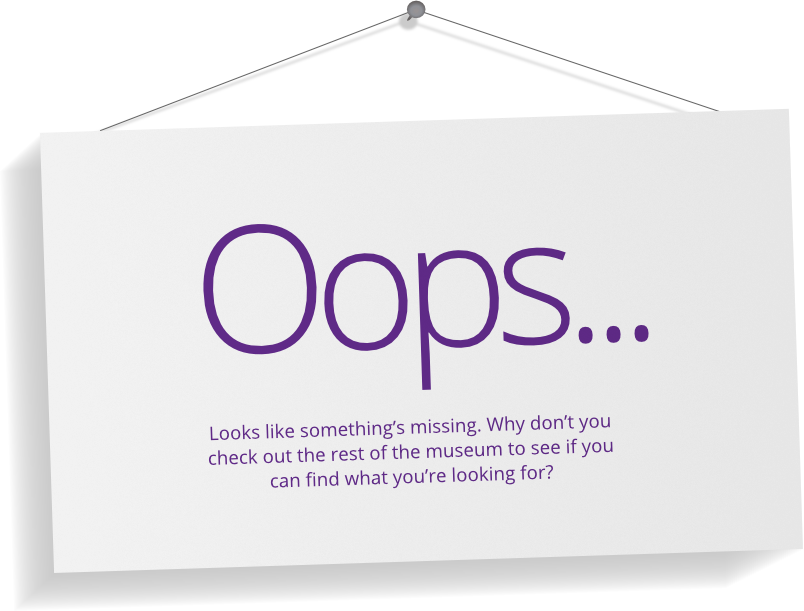 Oops...
Looks like something’s missing. Why don’t you
check out the rest of the museum to see if you
can find what you’re looking for?